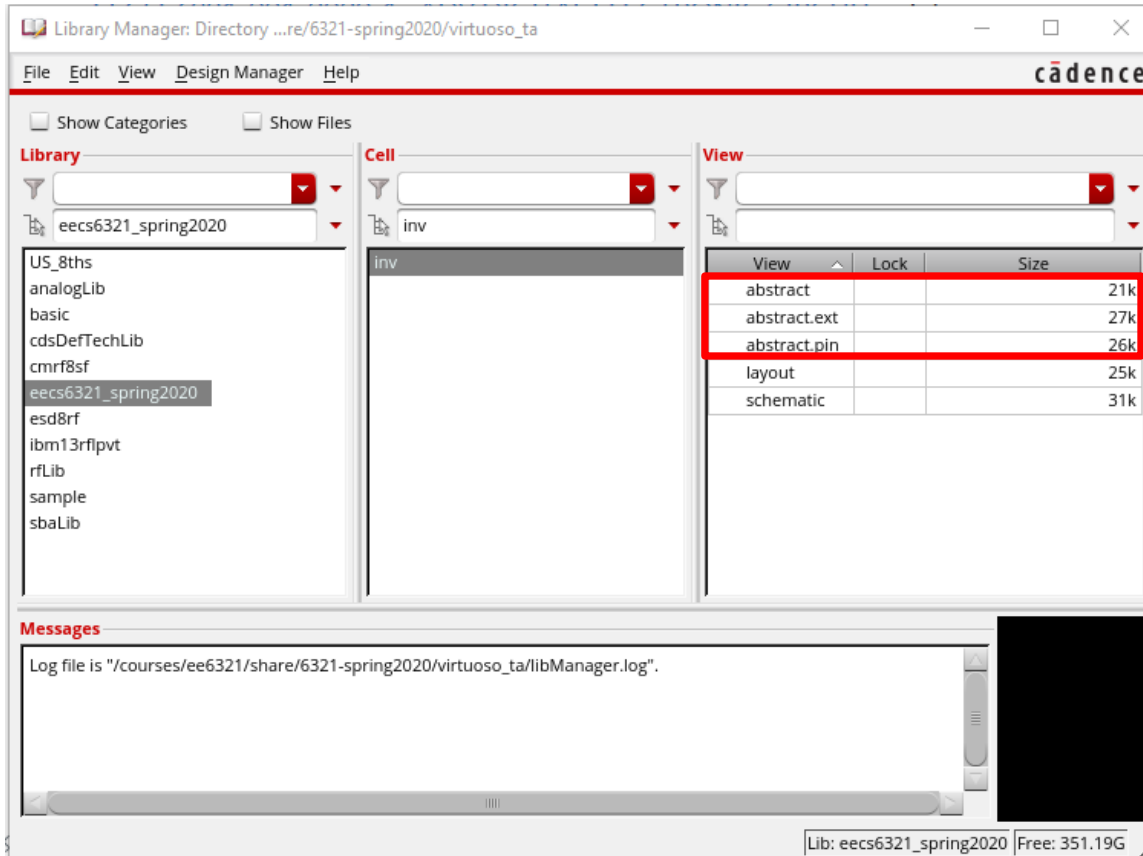 Library Manager: Directory ...re/6321-spring2020/virtuoso_ta
File Edit View Design Manager Help
cādence
Show Categories Show Files
Library Cell View
eecs6321_spring2020 inv
US_8ths
analogLib
basic
cdsDefTechLib
cmrf8sf
eecs6321_spring2020
esd8rf
ibm13rflpvt
rfLib
sample
sbaLib
inv
View Lock Size
abstract 21k
abstract.ext 27k
abstract.pin 26k
layout 25k
schematic 31k
Messages
Log file is "/courses/ee6321/share/6321-spring2020/virtuoso_ta/libManager.log".
Lib: eecs6321_spring2020 Free: 351.19G